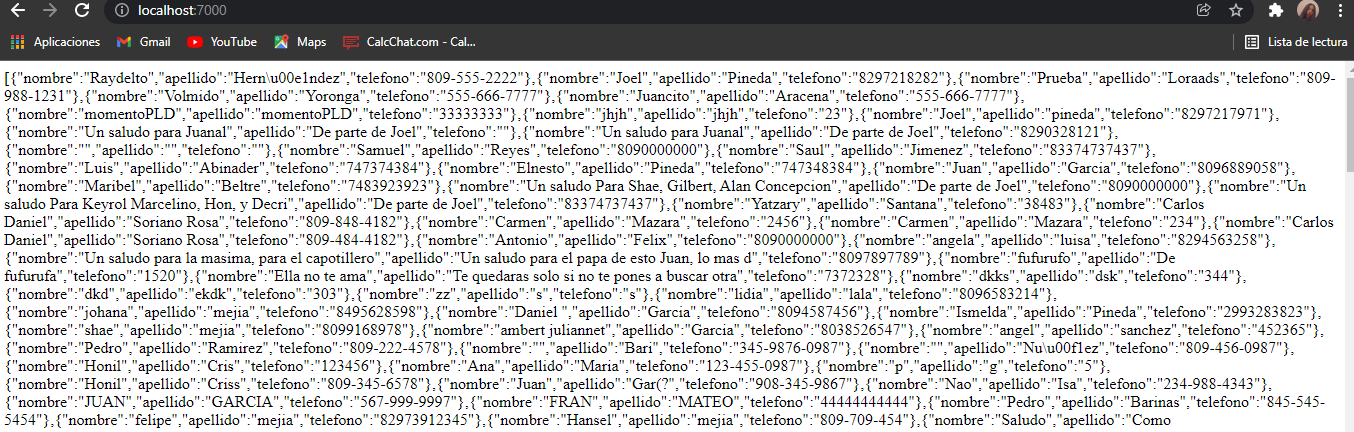 localhost:7000
Aplicaciones Gmail YouTube Maps CalcChat.com - Cal... Lista de lectura
[{"nombre":"Raydelto","apellido":"Hern\u00e1ndez","telefono":"809-555-2222"},{"nombre":"Joel","apellido":"Pineda","telefono":"8297218282"},{"nombre":"Prueba","apellido":"Loraads","telefono":"809-
988-1231"},{"nombre":"Volmido","apellido":"Yoronga","telefono":"555-666-7777"},{"nombre":"Juancito","apellido":"Aracena","telefono":"555-666-7777"},
{"nombre":"momentoPLD","apellido":"momentoPLD","telefono":"33333333"},{"nombre":"jhjh","apellido":"jhjh","telefono":"23"},{"nombre":"Joel","apellido":"pineda","telefono":"8297217971"},
{"nombre":"Un saludo para Juanal","apellido":"De parte de Joel","telefono":""},{"nombre":"Un saludo para Juanal","apellido":"De parte de Joel","telefono":"8290328121"},
{"nombre":"","apellido":"","telefono":""},{"nombre":"Samuel","apellido":"Reyes","telefono":"8090000000"},{"nombre":"Saul","apellido":"Jimenez","telefono":"83374737437"},
{"nombre":"Luis","apellido":"Abinader","telefono":"747374384"},{"nombre":"Elnesto","apellido":"Pineda","telefono":"747348384"},{"nombre":"Juan","apellido":"Garcia","telefono":"8096889058"},
{"nombre":"Maribel","apellido":"Beltre","telefono":"7483923923"},{"nombre":"Un saludo Para Shae, Gilbert, Alan Concepcion","apellido":"De parte de Joel","telefono":"8090000000"},{"nombre":"Un
saludo Para Keyrol Marcelino, Hon, y Decri","apellido":"De parte de Joel","telefono":"83374737437"},{"nombre":"Yatzary","apellido":"Santana","telefono":"38483"},{"nombre":"Carlos
Daniel","apellido":"Soriano Rosa","telefono":"809-848-4182"},{"nombre":"Carmen","apellido":"Mazara","telefono":"2456"},{"nombre":"Carmen","apellido":"Mazara","telefono":"234"},{"nombre":"Carlos
Daniel","apellido":"Soriano Rosa","telefono":"809-484-4182"},{"nombre":"Antonio","apellido":"Felix","telefono":"8090000000"},{"nombre":"angela","apellido":"luisa","telefono":"8294563258"},
{"nombre":"Un saludo para la masima, para el capotillero","apellido":"Un saludo para el papa de esto Juan, lo mas d","telefono":"8097897789"},{"nombre":"fufurufo","apellido":"De
fufurufa","telefono":"1520"},{"nombre":"Ella no te ama","apellido":"Te quedaras solo si no te pones a buscar otra","telefono":"7372328"},{"nombre":"dkks","apellido":"dsk","telefono":"344"},
{"nombre":"dkd","apellido":"ekdk","telefono":"303"},{"nombre":"zz","apellido":"s","telefono":"s"},{"nombre":"lidia","apellido":"lala","telefono":"8096583214"},
{"nombre":"johana","apellido":"mejia","telefono":"8495628598"},{"nombre":"Daniel ","apellido":"Garcia","telefono":"8094587456"},{"nombre":"Ismelda","apellido":"Pineda","telefono":"2993283823"},
{"nombre":"shae","apellido":"mejia","telefono":"8099168978"},{"nombre":"ambert juliannet","apellido":"Garcia","telefono":"8038526547"},{"nombre":"angel","apellido":"sanchez","telefono":"452365"},
{"nombre":"Pedro","apellido":"Ramirez","telefono":"809-222-4578"},{"nombre":"","apellido":"Bari","telefono":"345-9876-0987"},{"nombre":"","apellido":"Nu\u00f1ez","telefono":"809-456-0987"},
{"nombre":"Honil","apellido":"Cris","telefono":"123456"},{"nombre":"Ana","apellido":"Maria","telefono":"123-455-0987"},{"nombre":"p","apellido":"g","telefono":"5"},
{"nombre":"Honil","apellido":"Criss","telefono":"809-345-6578"},{"nombre":"Juan","apellido":"Gar(?","telefono":"908-345-9867"},{"nombre":"Nao","apellido":"Isa","telefono":"234-988-4343"},
{"nombre":"JUAN","apellido":"GARCIA","telefono":"567-999-9997"},{"nombre":"FRAN","apellido":"MATEO","telefono":"44444444444"},{"nombre":"Pedro","apellido":"Barinas","telefono":"845-545-
5454"},{"nombre":"felipe","apellido":"mejia","telefono":"82973912345"},{"nombre":"Hansel","apellido":"mejia","telefono":"809-709-454"},{"nombre":"Saludo","apellido":"Como